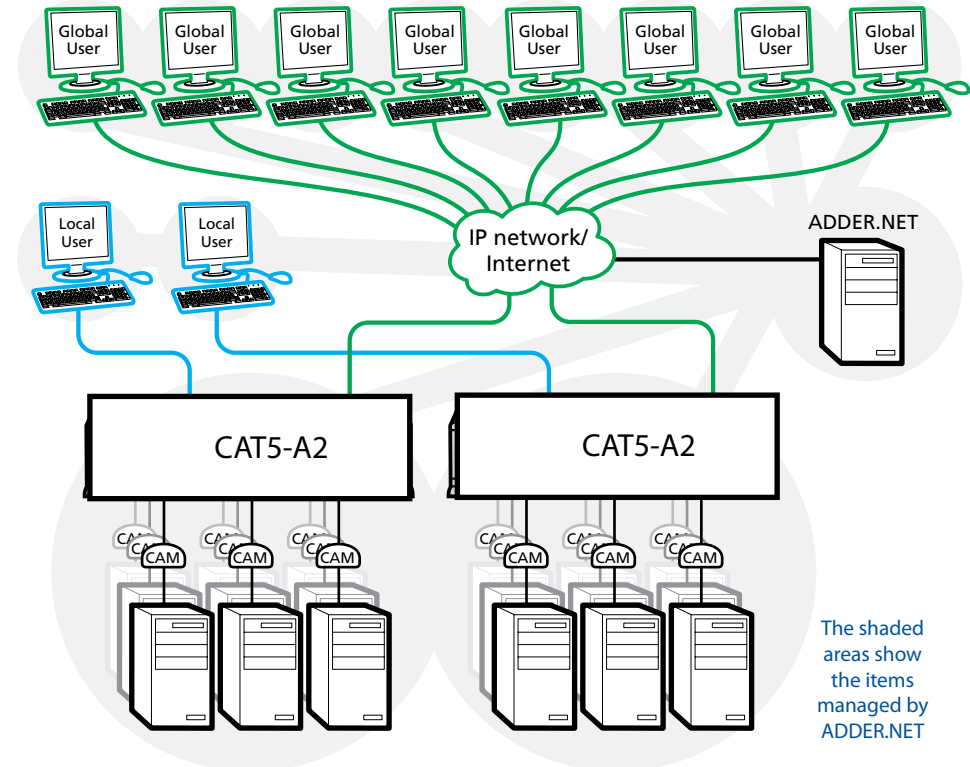 Global
User
Global
User
Global
User
Global
User
Global
User
Global
User
Global
User
Global
User
Local
User
Local
User
IP network/
Internet
ADDER.NET
CAT5-A2
CAT5-A2
CAM
CAM
CAM
CAM
CAM
CAM
The shaded
areas show
the items
managed by
ADDER.NET